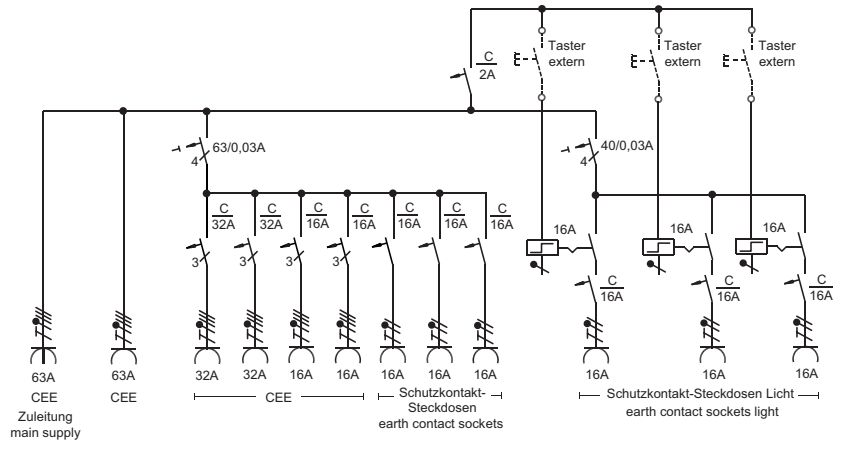 Taster
extern
Taster
extern
Taster
extern
C
2A
63/0,03A
4
40/0,03A
4
C
32A
C
32A
C
16A
C
16A
C
16A
C
16A
C
16A
3
3
3
3
16A
16A
16A
C
16A
C
16A
C
16A
63A
63A
32A
32A
16A
16A
16A
16A
16A
16A
16A
16A
CEE
CEE
CEE
Zuleitung
main supply
Schutzkontakt-
Steckdosen
earth contact sockets
Schutzkontakt-Steckdosen Licht
earth contact sockets light